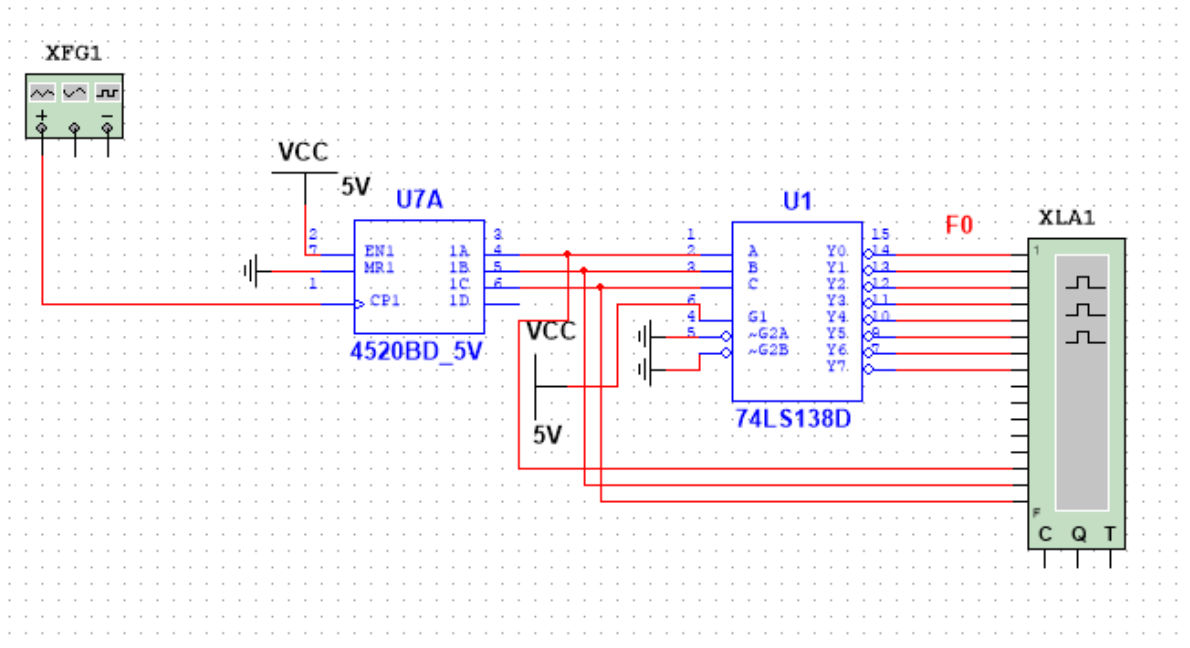 XFG1
+
−
VCC
5V
U7A
2
7
1
EN1
MR1
CP1
1A
1B
1C
1D
3
4
5
6
4520BD_5V
VCC
5V
U1
1
2
3
6
4
5
A
B
C
G1
~G2A
~G2B
Y0
Y1
Y2
Y3
Y4
Y5
Y6
Y7
15
14
13
12
11
10
9
7
74LS138D
F0
XLA1
1
F
C Q T